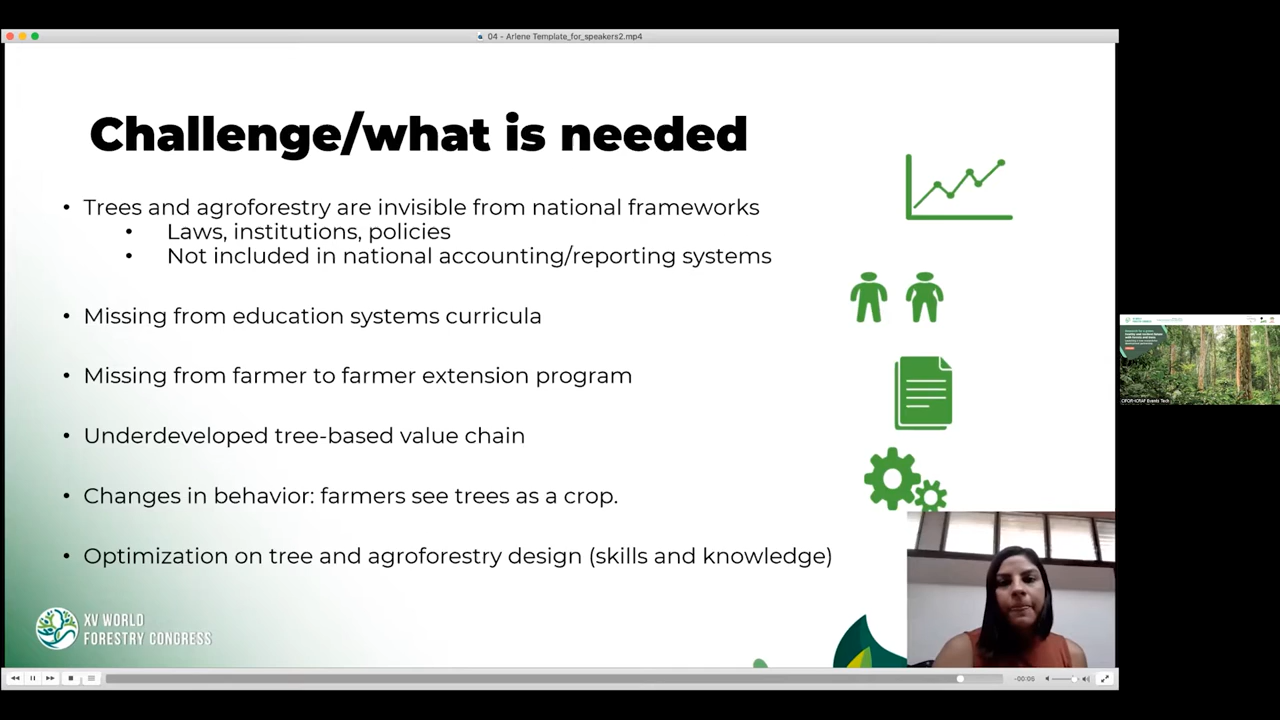 04 - Arlene Template_for_speakers2.mp4
Challenge/what is needed
• Trees and agroforestry are invisible from national frameworks
• Laws, institutions, policies
• Not included in national accounting/reporting systems
• Missing from education systems curricula
• Missing from farmer to farmer extension program
• Underdeveloped tree-based value chain
• Changes in behavior: farmers see trees as a crop.
• Optimization on tree and agroforestry design (skills and knowledge)
XV WORLD
FORESTRY CONGRESS
-00:06